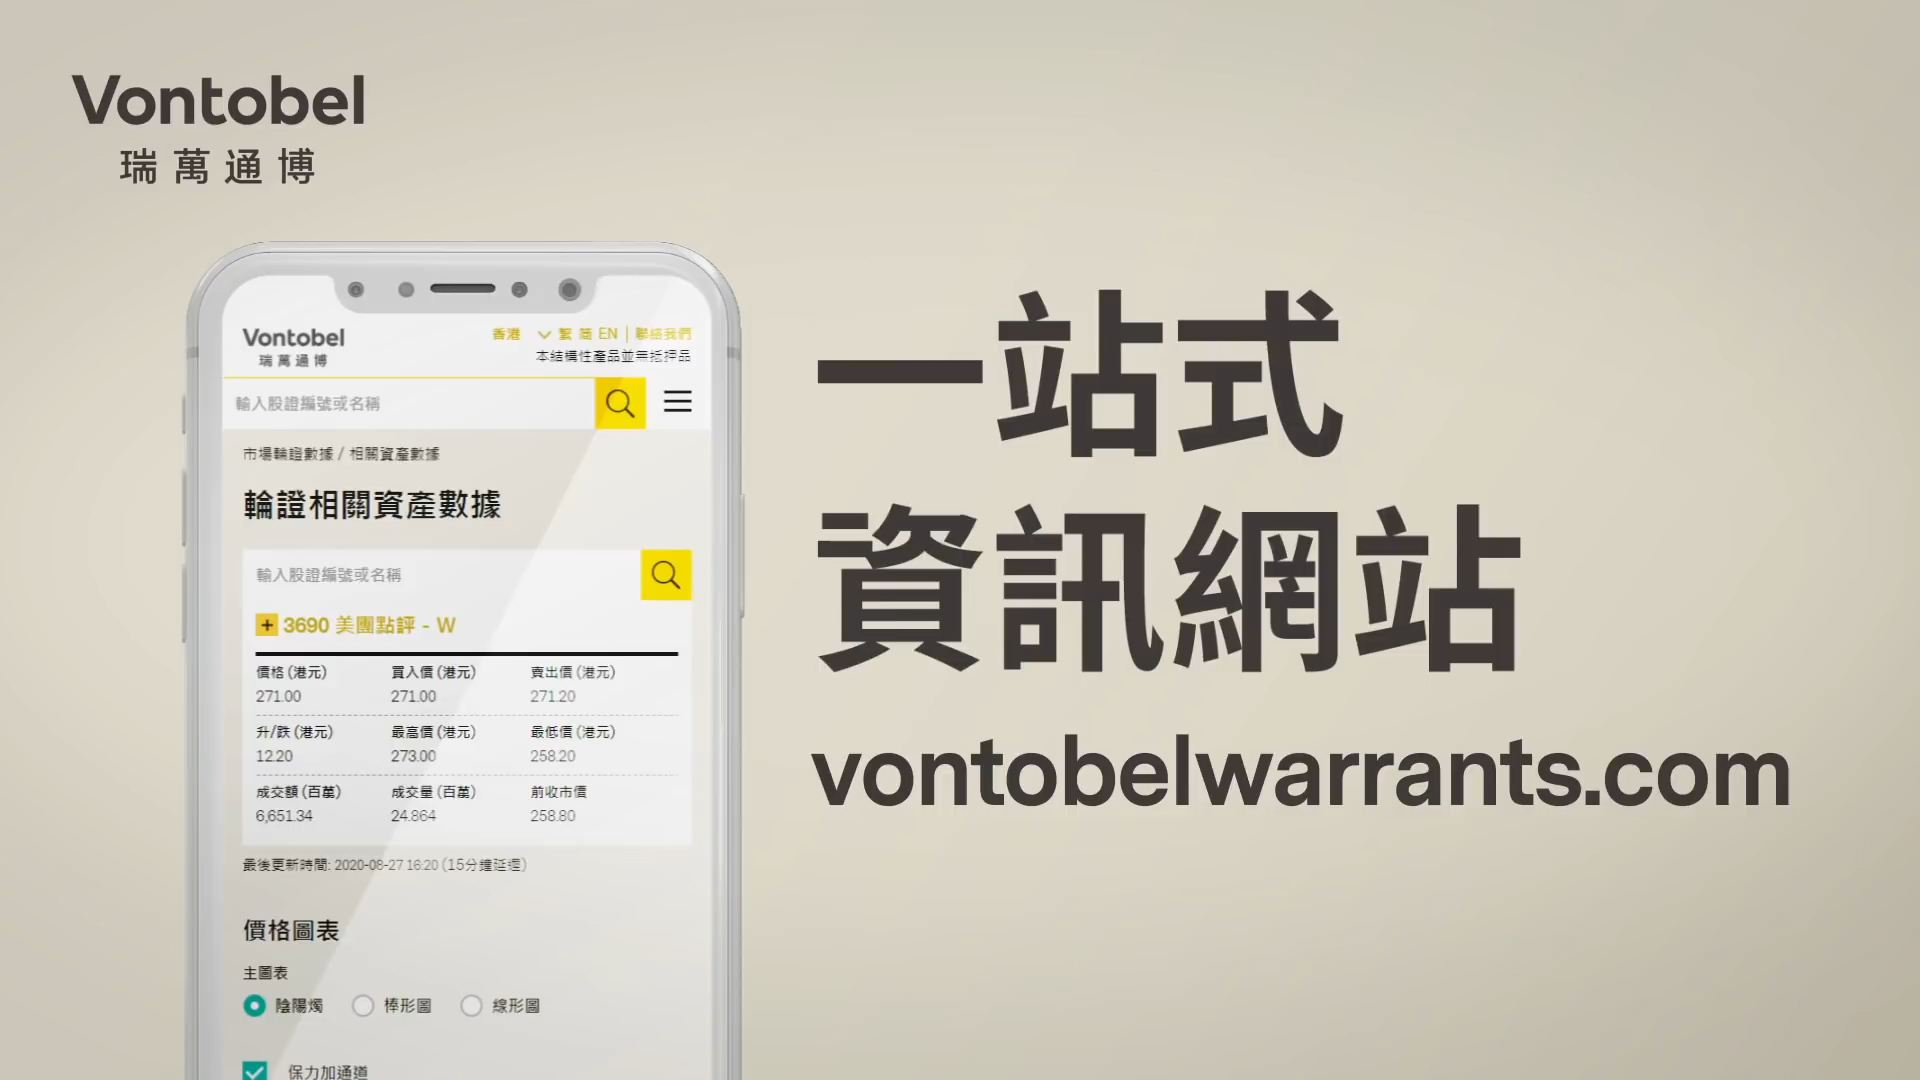 Vontobel
瑞萬通博
Vontobel
瑞萬通博
香港 繁 简 EN | 聯絡我們
本結構性產品並無抵押品
輸入股證編號或名稱
市場輪證數據 / 相關資產數據
輪證相關資產數據
輸入股證編號或名稱
+ 3690 美團點評 - W
價格 (港元) 買入價 (港元) 賣出價 (港元)
271.00 271.00 271.20
升/跌 (港元) 最高價 (港元) 最低價 (港元)
12.20 273.00 258.20
成交額 (百萬) 成交量 (百萬) 前收市價
6,651.34 24.864 258.80
最後更新時間: 2020-08-27 16:20 (15分鐘延遲)
價格圖表
主圖表
陰陽燭 棒形圖 線形圖
保力加通道
一站式
資訊網站
vontobelwarrants.com